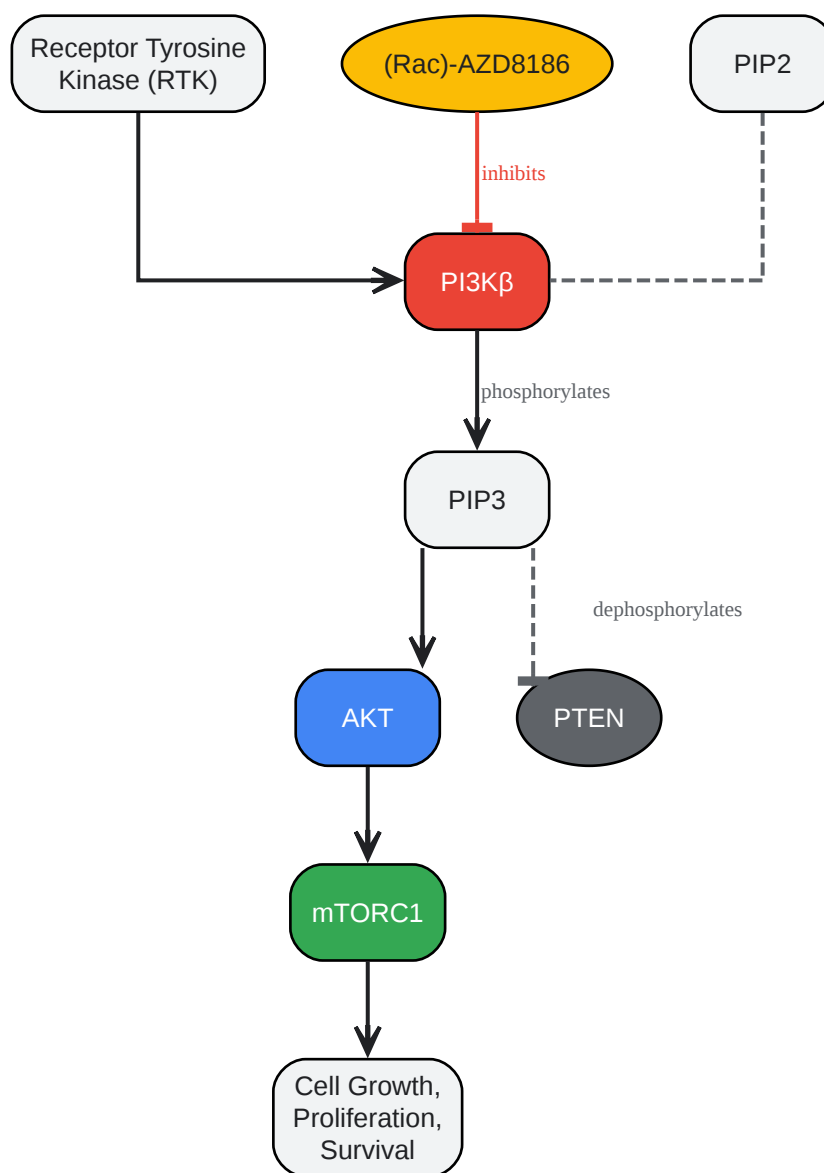 Receptor Tyrosine
Kinase (RTK)
(Rac)-AZD8186
PIP2
inhibits
PI3Kβ
phosphorylates
PIP3
dephosphorylates
AKT
PTEN
mTORC1
Cell Growth,
Proliferation,
Survival